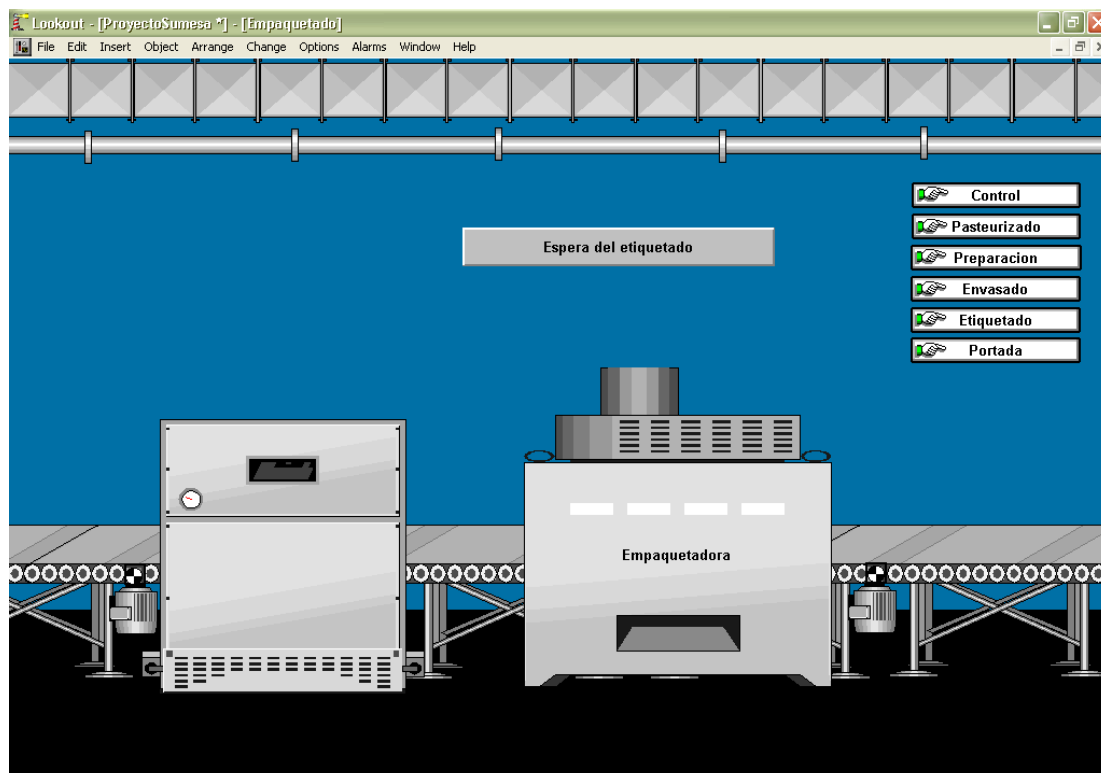 Lookout - [ProyectoSumesa *] - [Empaquetado]
File Edit Insert Object Arrange Change Options Alarms Window Help
Control
Pasteurizado
Espera del etiquetado
Preparacion
Envasado
Etiquetado
Portada
Empaquetadora